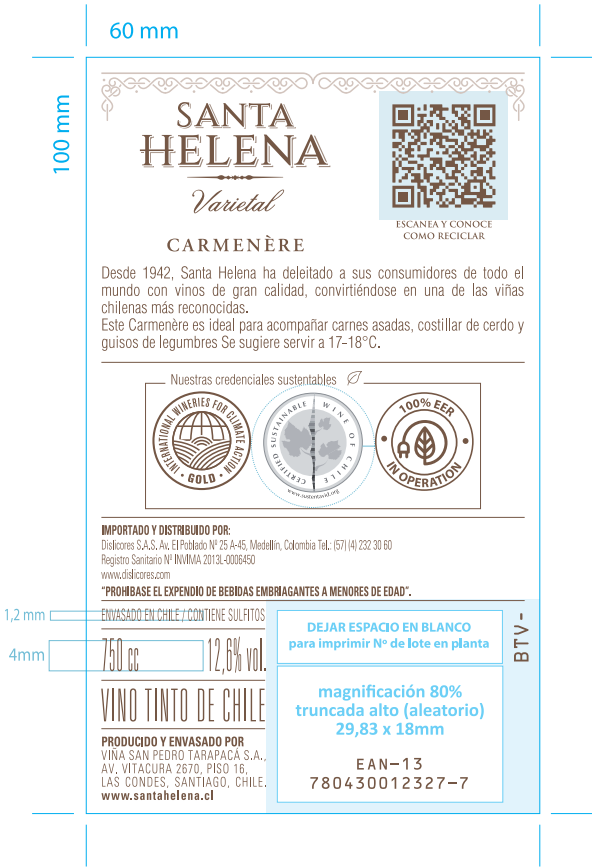 60 mm
100 mm
SANTA
HELENA
Varietal
CARMENÈRE
ESCANEA Y CONOCE
COMO RECICLAR
Desde 1942, Santa Helena ha deleitado a sus consumidores de todo el
mundo con vinos de gran calidad, convirtiéndose en una de las viñas
chilenas más reconocidas.
Este Carmenère es ideal para acompañar carnes asadas, costillar de cerdo y
guisos de legumbres Se sugiere servir a 17-18°C.
Nuestras credenciales sustentables
INTERNATIONAL WINERIES FOR CLIMATE ACTION
• GOLD •
CERTIFIED SUSTAINABLE WINE OF CHILE
www.sustentavid.org
100% EER
IN OPERATION
IMPORTADO Y DISTRIBUIDO POR:
Dislicores S.A.S. Av. El Poblado Nº 25 A-45, Medellín, Colombia Tel.: (57) (4) 232 30 60
Registro Sanitario Nº INVIMA 2013L-0006450
www.dislicores.com
"PROHIBASE EL EXPENDIO DE BEBIDAS EMBRIAGANTES A MENORES DE EDAD".
1,2 mm
ENVASADO EN CHILE / CONTIENE SULFITOS
4mm
750 cc 12,6% vol.
VINO TINTO DE CHILE
PRODUCIDO Y ENVASADO POR
VIÑA SAN PEDRO TARAPACÁ S.A.,
AV, VITACURA 2670, PISO 16,
LAS CONDES, SANTIAGO, CHILE.
www.santahelena.cl
DEJAR ESPACIO EN BLANCO
para imprimir Nº de lote en planta
BTV-
magnificación 80%
truncada alto (aleatorio)
29,83 x 18mm
EAN-13
780430012327-7